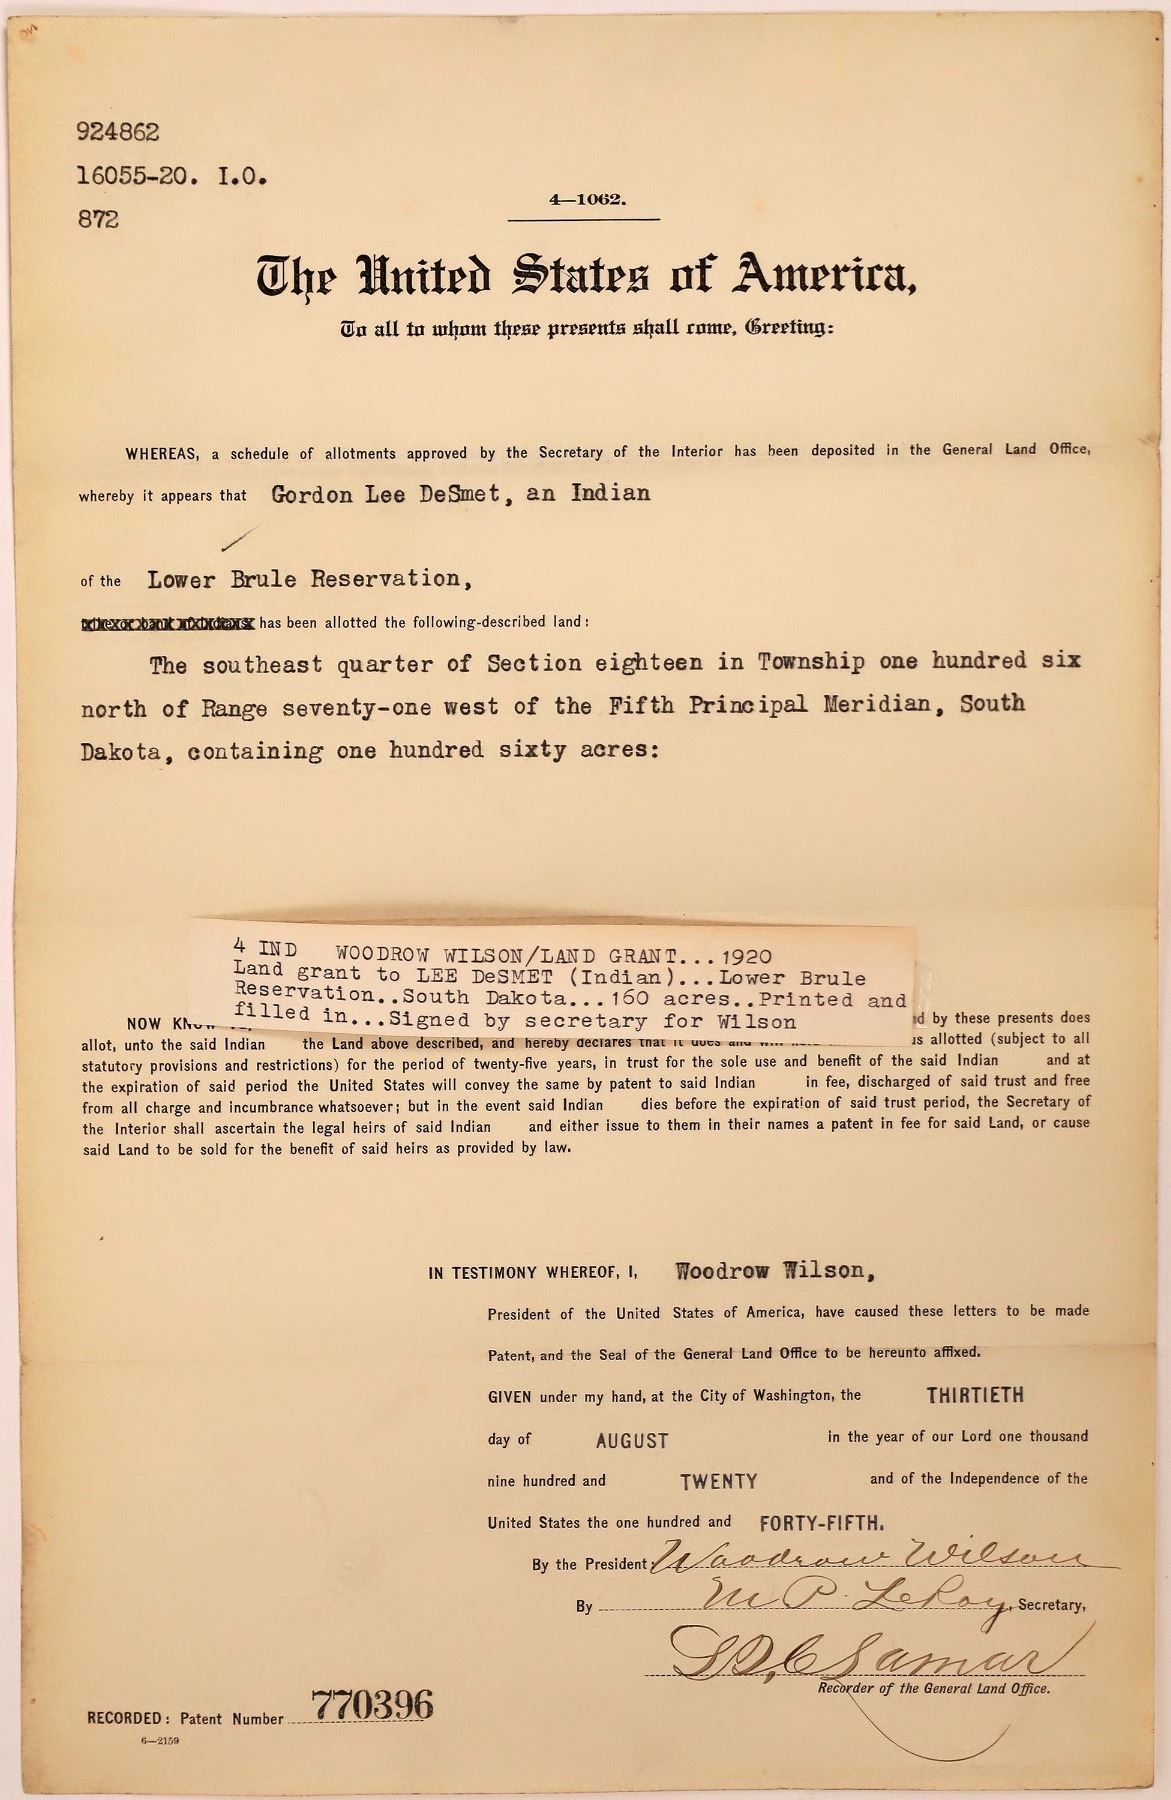 924862
16055-20. I.O.
872
4—1062.
The United States of America,
To all to whom these presents shall come, Greeting:
WHEREAS, a schedule of allotments approved by the Secretary of the Interior has been deposited in the General Land Office,
whereby it appears that Gordon Lee DeSmet, an Indian
of the Lower Brule Reservation,
has been allotted the following-described land:
The southeast quarter of Section eighteen in Township one hundred six
north of Range seventy-one west of the Fifth Principal Meridian, South
Dakota, containing one hundred sixty acres:
4 IND WOODROW WILSON/LAND GRANT...1920
Land grant to LEE DeSMET (Indian)...Lower Brule
Reservation..South Dakota...160 acres..Printed and
filled in...Signed by secretary for Wilson
NOW by these presents does
allot, unto the said Indian the Land above described, and hereby declares that it does and allotted (subject to all
statutory provisions and restrictions) for the period of twenty-five years, in trust for the sole use and benefit of the said Indian and at
the expiration of said period the United States will convey the same by patent to said Indian in fee, discharged of said trust and free
from all charge and incumbrance whatsoever; but in the event said Indian dies before the expiration of said trust period, the Secretary of
the Interior shall ascertain the legal heirs of said Indian and either issue to them in their names a patent in fee for said Land, or cause
said Land to be sold for the benefit of said heirs as provided by law.
IN TESTIMONY WHEREOF, I, Woodrow Wilson,
President of the United States of America, have caused these letters to be made
Patent, and the Seal of the General Land Office to be hereunto affixed.
GIVEN under my hand, at the City of Washington, the THIRTIETH
day of AUGUST in the year of our Lord one thousand
nine hundred and TWENTY and of the Independence of the
United States the one hundred and FORTY-FIFTH.
By the President: Woodrow Wilson
By M P LeRoy, Secretary,
L Q C Lamar
Recorder of the General Land Office.
RECORDED: Patent Number 770396
6—2159